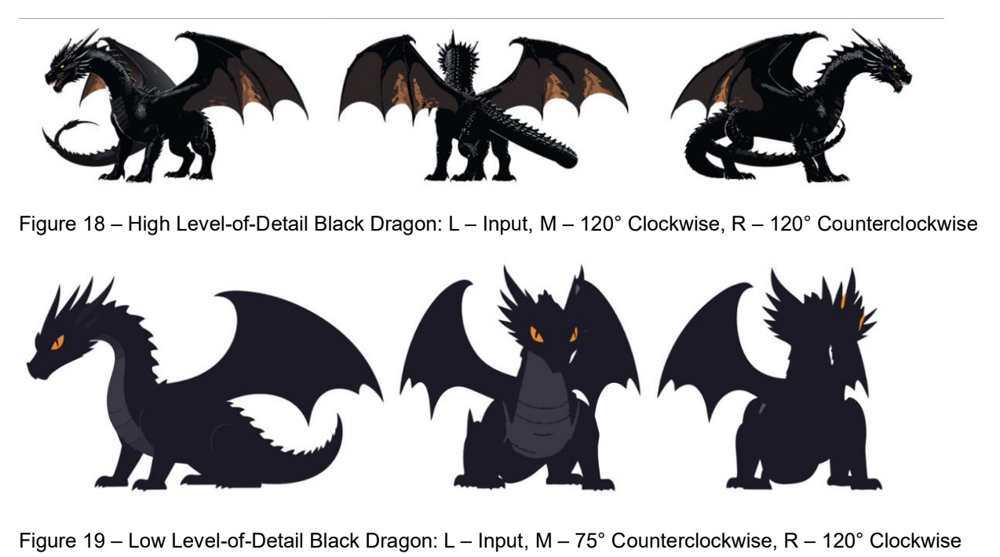 Figure 18 – High Level-of-Detail Black Dragon: L – Input, M – 120° Clockwise, R – 120° Counterclockwise
Figure 19 – Low Level-of-Detail Black Dragon: L – Input, M – 75° Counterclockwise, R – 120° Clockwise